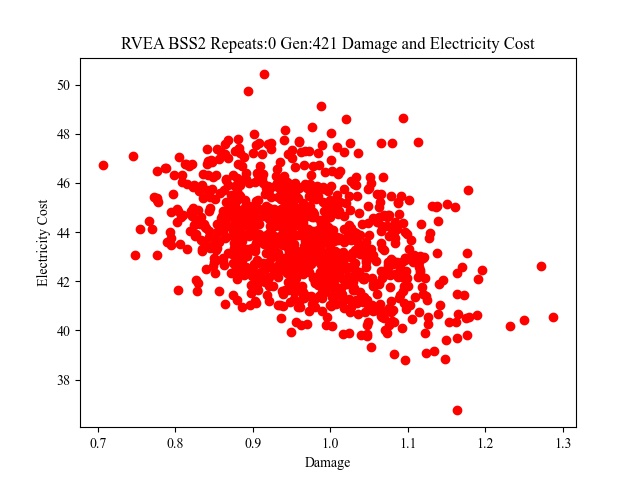 RVEA BSS2 Repeats:0 Gen:421 Damage and Electricity Cost
50
48
46
44
42
40
38
Electricity Cost
0.7 0.8 0.9 1.0 1.1 1.2 1.3
Damage